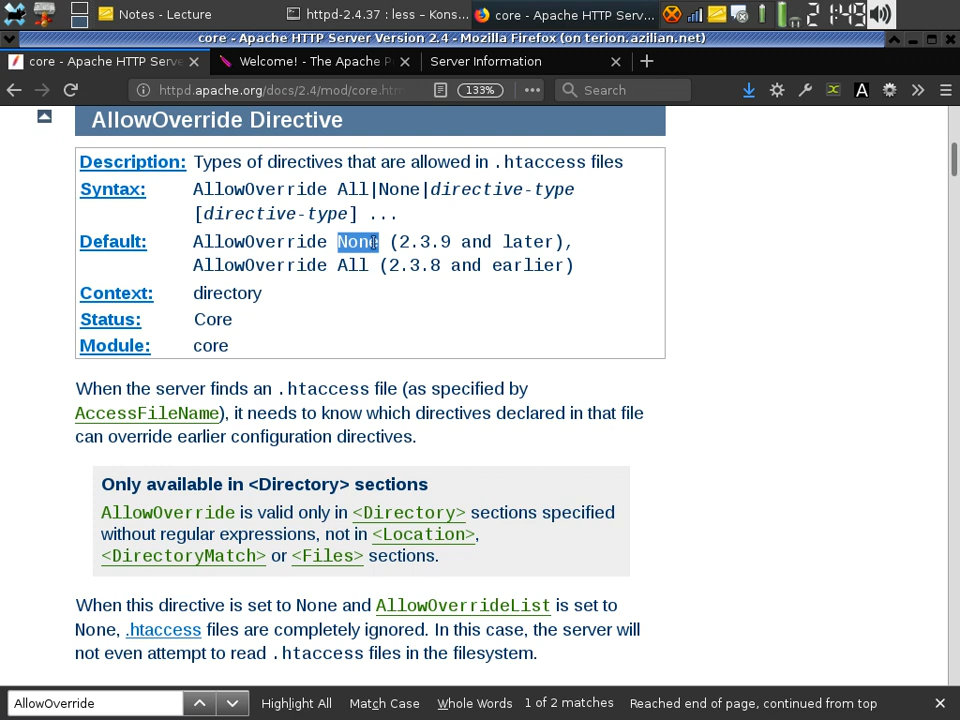 Notes - Lecture
httpd-2.4.37 : less – Kons...
core - Apache HTTP Serv...
21:49
core - Apache HTTP Server Version 2.4 - Mozilla Firefox (on terion.azilian.net)
core - Apache HTTP Serve
Welcome! - The Apache P
Server Information
httpd.apache.org/docs/2.4/mod/core.htm
133%
Search
AllowOverride Directive
Description: Types of directives that are allowed in .htaccess files
Syntax: AllowOverride All|None|directive-type
[directive-type] ...
Default: AllowOverride None (2.3.9 and later),
AllowOverride All (2.3.8 and earlier)
Context: directory
Status: Core
Module: core
When the server finds an .htaccess file (as specified by
AccessFileName), it needs to know which directives declared in that file
can override earlier configuration directives.
Only available in <Directory> sections
AllowOverride is valid only in <Directory> sections specified
without regular expressions, not in <Location>,
<DirectoryMatch> or <Files> sections.
When this directive is set to None and AllowOverrideList is set to
None, .htaccess files are completely ignored. In this case, the server will
not even attempt to read .htaccess files in the filesystem.
AllowOverride
Highlight All
Match Case
Whole Words
1 of 2 matches
Reached end of page, continued from top